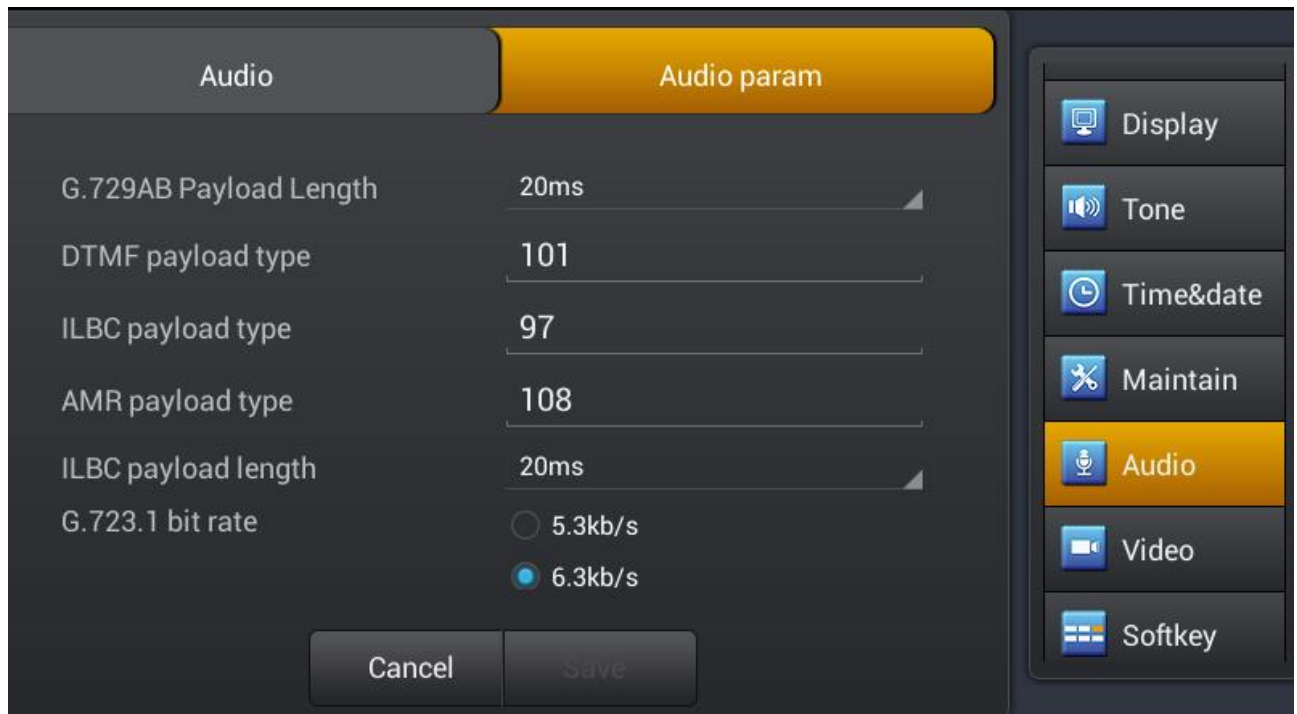 Audio
Audio param
G.729AB Payload Length 20ms
DTMF payload type 101
ILBC payload type 97
AMR payload type 108
ILBC payload length 20ms
G.723.1 bit rate 5.3kb/s
6.3kb/s
Cancel Save
Display
Tone
Time&date
Maintain
Audio
Video
Softkey